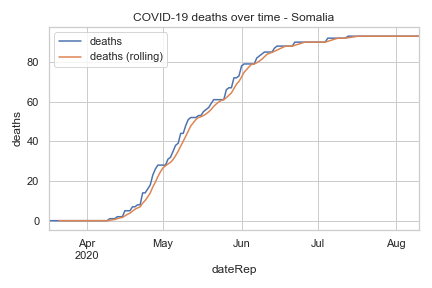 COVID-19 deaths over time - Somalia
deaths
deaths (rolling)
80
60
40
20
0
deaths
Apr
2020
May
Jun
Jul
Aug
dateRep